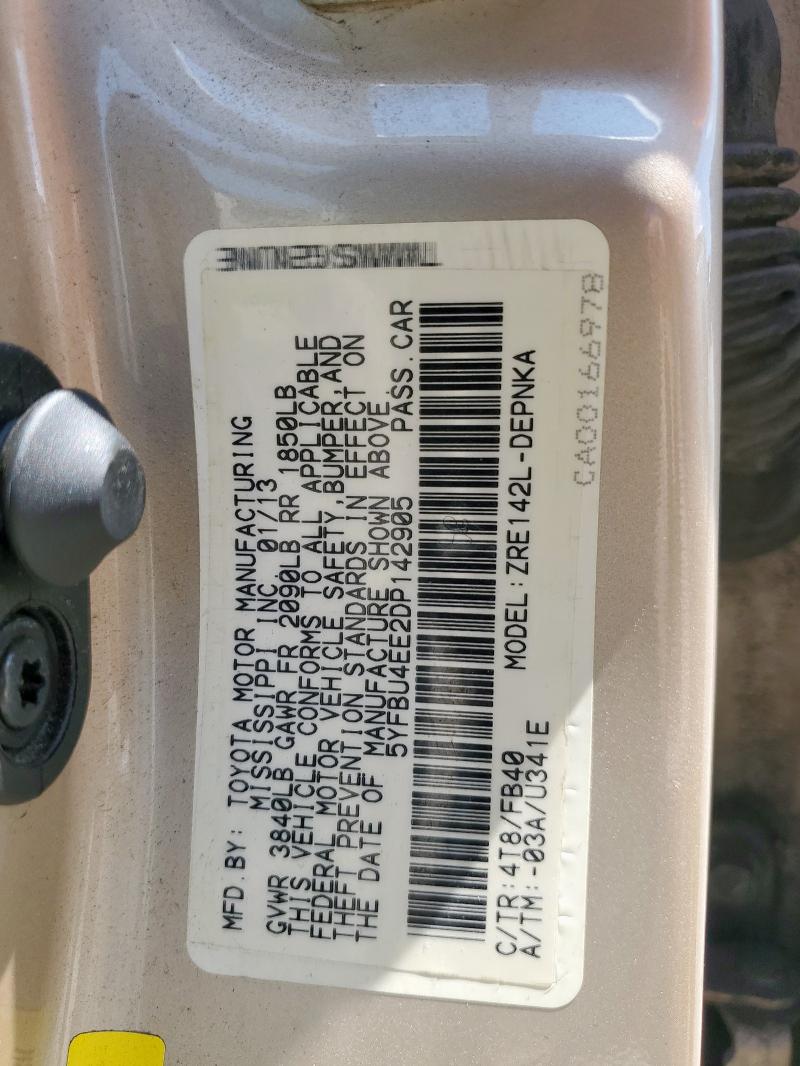 MFD.BY: TOYOTA MOTOR MANUFACTURING
MISSISSIPPI INC. 01/13
GVWR 3840LB GAWR FR 2090LB RR 1850LB
THIS VEHICLE CONFORMS TO ALL APPLICABLE
FEDERAL MOTOR VEHICLE SAFETY,BUMPER,AND
THEFT PREVENTION STANDARDS IN EFFECT ON
THE DATE OF MANUFACTURE SHOWN ABOVE.
5YFBU4EE2DP142905 PASS.CAR
C/TR:4T8/FB40 MODEL:ZRE142L-DEPNKA
A/TM:-03A/U341E
CA00166978